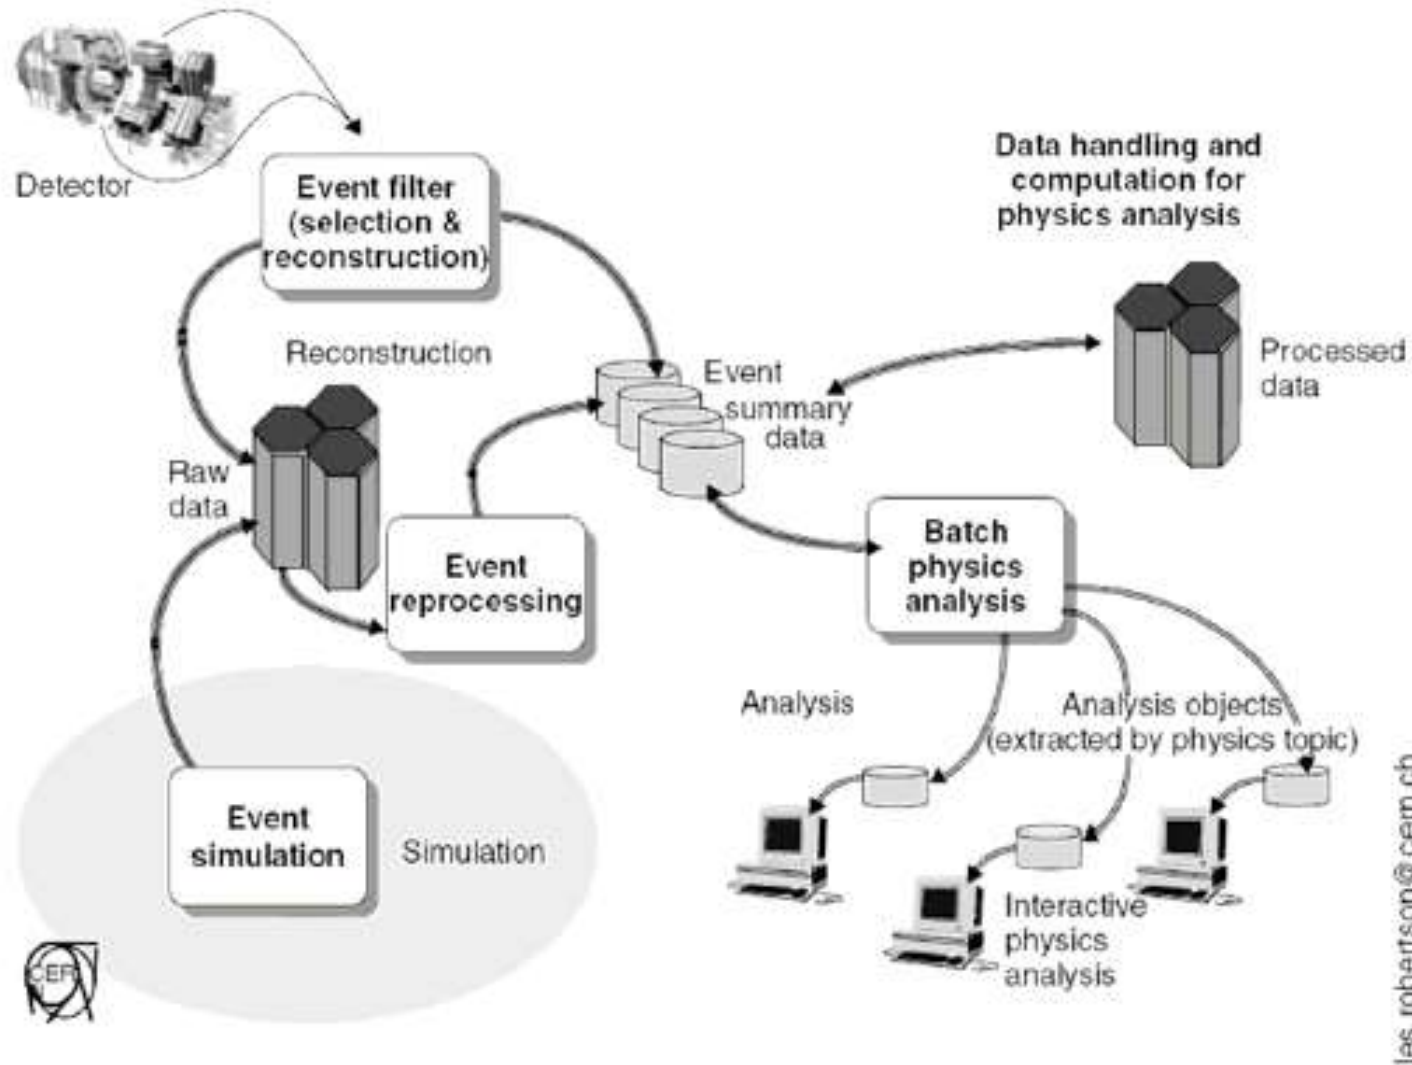 Detector
Event filter
(selection &
reconstruction)
Data handling and
computation for
physics analysis
Reconstruction
Event
summary
data
Processed
data
Raw
data
Event
reprocessing
Batch
physics
analysis
Analysis
Analysis objects
(extracted by physics topic)
Event
simulation
Simulation
Interactive
physics
analysis
CER
les.robertson@cern.ch